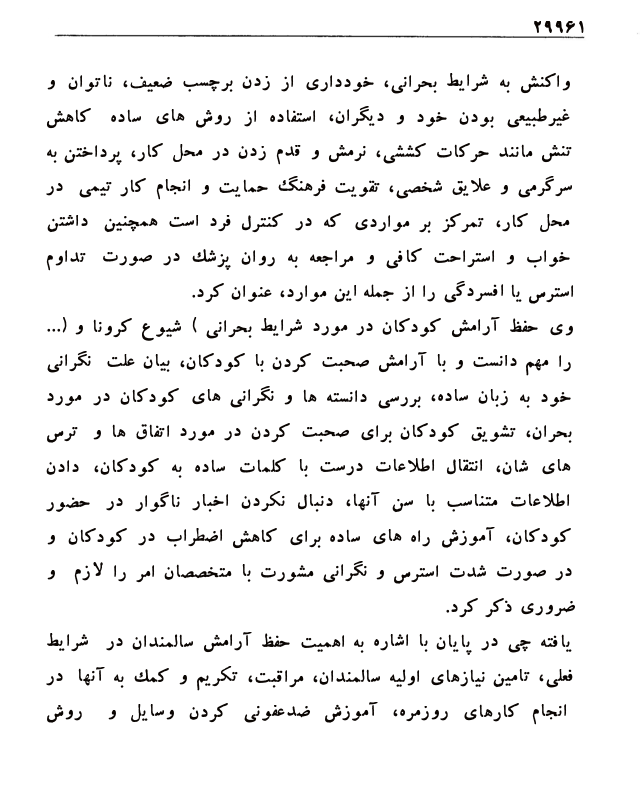 ۲۹۹۶۱
واکنش به شرایط بحرانی، خودداری از زدن برچسب ضعیف، ناتوان و
غیرطبیعی بودن خود و دیگران، استفاده از روش های ساده کاهش
تنش مانند حرکات کششی، نرمش و قدم زدن در محل کار، پرداختن به
سرگرمی و علایق شخصی، تقویت فرهنگ حمایت و انجام کار تیمی در
محل کار، تمرکز بر مواردی که در کنترل فرد است همچنین داشتن
خواب و استراحت کافی و مراجعه به روان پزشک در صورت تداوم
استرس یا افسردگی را از جمله این موارد، عنوان کرد.
وی حفظ آرامش کودکان در مورد شرایط بحرانی ) شیوع کرونا و (...
را مهم دانست و با آرامش صحبت کردن با کودکان، بیان علت نگرانی
خود به زبان ساده، بررسی دانسته ها و نگرانی های کودکان در مورد
بحران، تشویق کودکان برای صحبت کردن در مورد اتفاق ها و ترس
های شان، انتقال اطلاعات درست با کلمات ساده به کودکان، دادن
اطلاعات متناسب با سن آنها، دنبال نکردن اخبار ناگوار در حضور
کودکان، آموزش راه های ساده برای کاهش اضطراب در کودکان و
در صورت شدت استرس و نگرانی مشورت با متخصصان امر را لازم و
ضروری ذکر کرد.
یافته چی در پایان با اشاره به اهمیت حفظ آرامش سالمندان در شرایط
فعلی، تامین نیازهای اولیه سالمندان، مراقبت، تکریم و کمک به آنها در
انجام کارهای روزمره، آموزش ضدعفونی کردن وسایل و روش